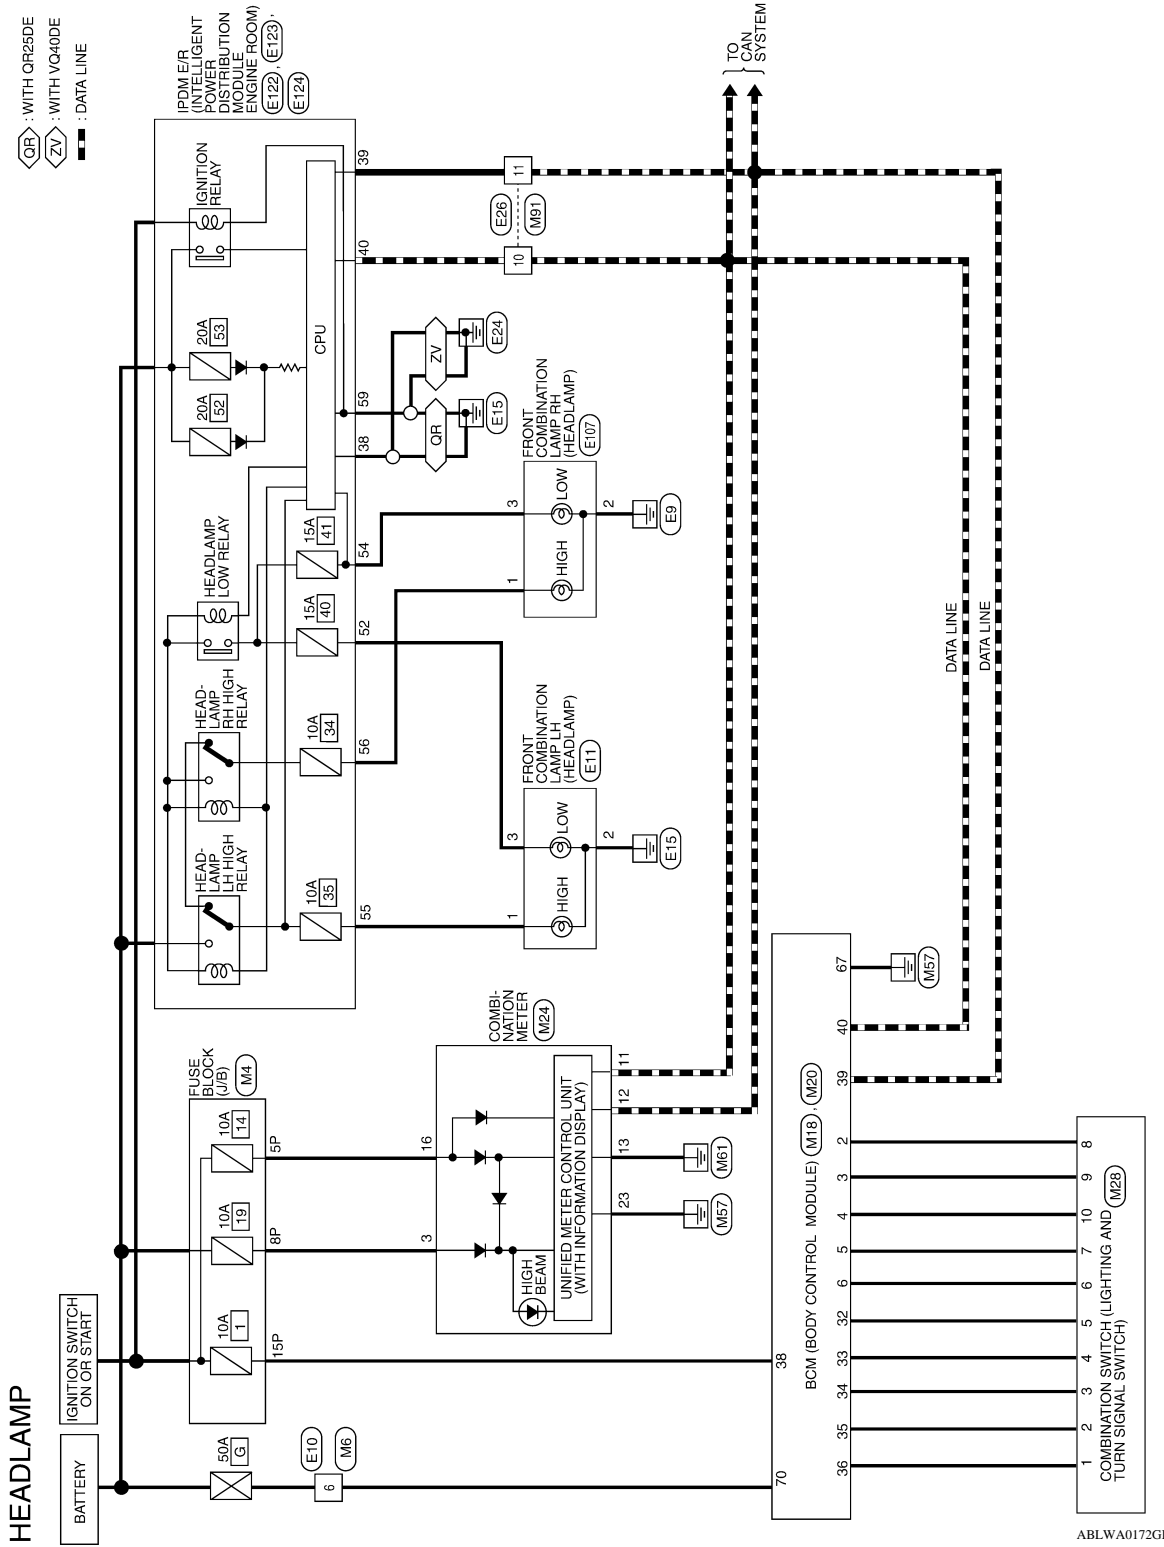 HEADLAMP
QR : WITH QR25DE
ZV : WITH VQ40DE
: DATA LINE
BATTERY
IGNITION SWITCH
ON OR START
50A
G
6
E10
M6
FUSE
BLOCK
(J/B)
M4
10A
1
10A
19
10A
14
15P
8P
5P
IPDM E/R
(INTELLIGENT
POWER
DISTRIBUTION
MODULE
ENGINE ROOM)
E122 , E123 ,
E124
HEAD-
LAMP
LH HIGH
RELAY
HEAD-
LAMP
RH HIGH
RELAY
HEADLAMP
LOW RELAY
20A
52
20A
53
IGNITION
RELAY
10A
35
10A
34
15A
40
15A
41
CPU
55
56
52
54
38
59
40
39
QR
ZV
E15
E24
E26
M91
10
11
TO
CAN
SYSTEM
COMBI-
NATION
METER
M24
3
16
HIGH
BEAM
UNIFIED METER CONTROL UNIT
(WITH INFORMATION DISPLAY)
23
13
12
11
M57
M61
FRONT
COMBINATION
LAMP LH
(HEADLAMP)
E11
1
3
HIGH
LOW
2
E15
FRONT
COMBINATION
LAMP RH
(HEADLAMP)
E107
1
3
HIGH
LOW
2
E9
70
38
BCM (BODY CONTROL MODULE) M18 , M20
36
35
34
33
32
6
5
4
3
2
39
40
67
M57
DATA LINE
DATA LINE
1
2
3
4
5
6
7
10
9
8
COMBINATION SWITCH (LIGHTING AND
TURN SIGNAL SWITCH)
M28
ABLWA0172GB